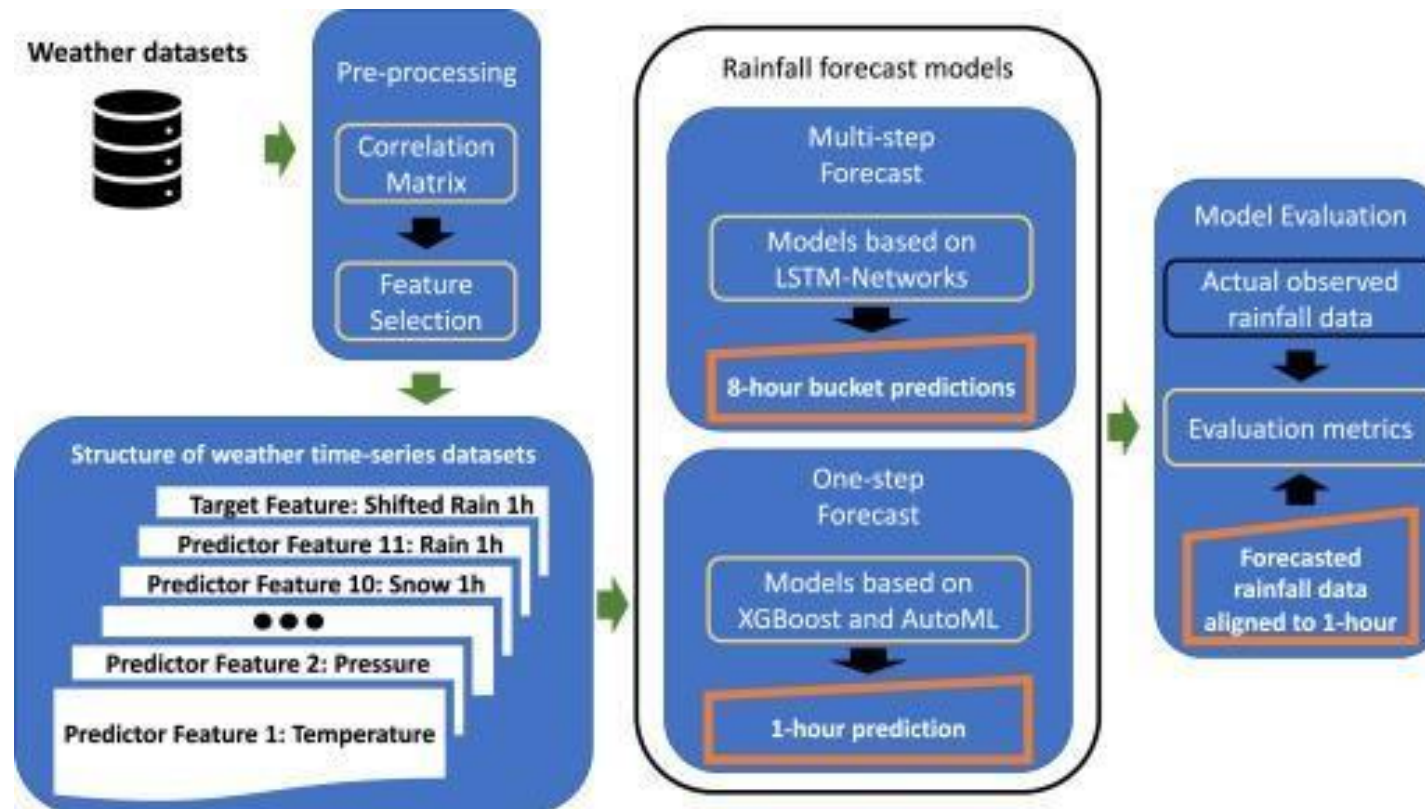 Weather datasets
Pre-processing
Correlation
Matrix
Feature
Selection
Structure of weather time-series datasets
Target Feature: Shifted Rain 1h
Predictor Feature 11: Rain 1h
Predictor Feature 10: Snow 1h
Predictor Feature 2: Pressure
Predictor Feature 1: Temperature
Rainfall forecast models
Multi-step
Forecast
Models based on
LSTM-Networks
8-hour bucket predictions
One-step
Forecast
Models based on
XGBoost and AutoML
1-hour prediction
Model Evaluation
Actual observed
rainfall data
Evaluation metrics
Forecasted
rainfall data
aligned to 1-hour